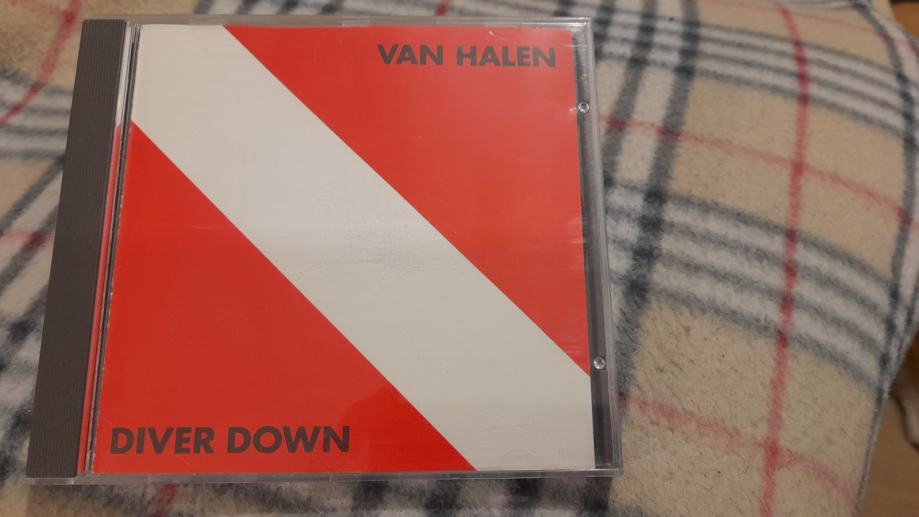 VAN HALEN
DIVER DOWN